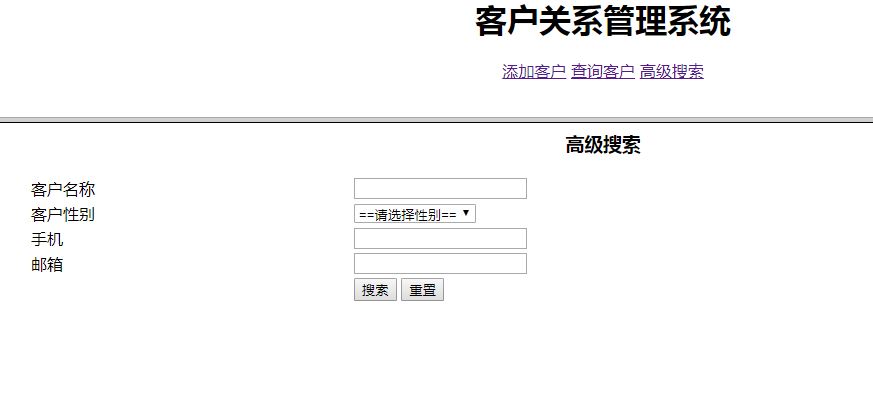 客户关系管理系统
添加客户 查询客户 高级搜索
高级搜索
客户名称
客户性别 ==请选择性别==
手机
邮箱
搜索 重置